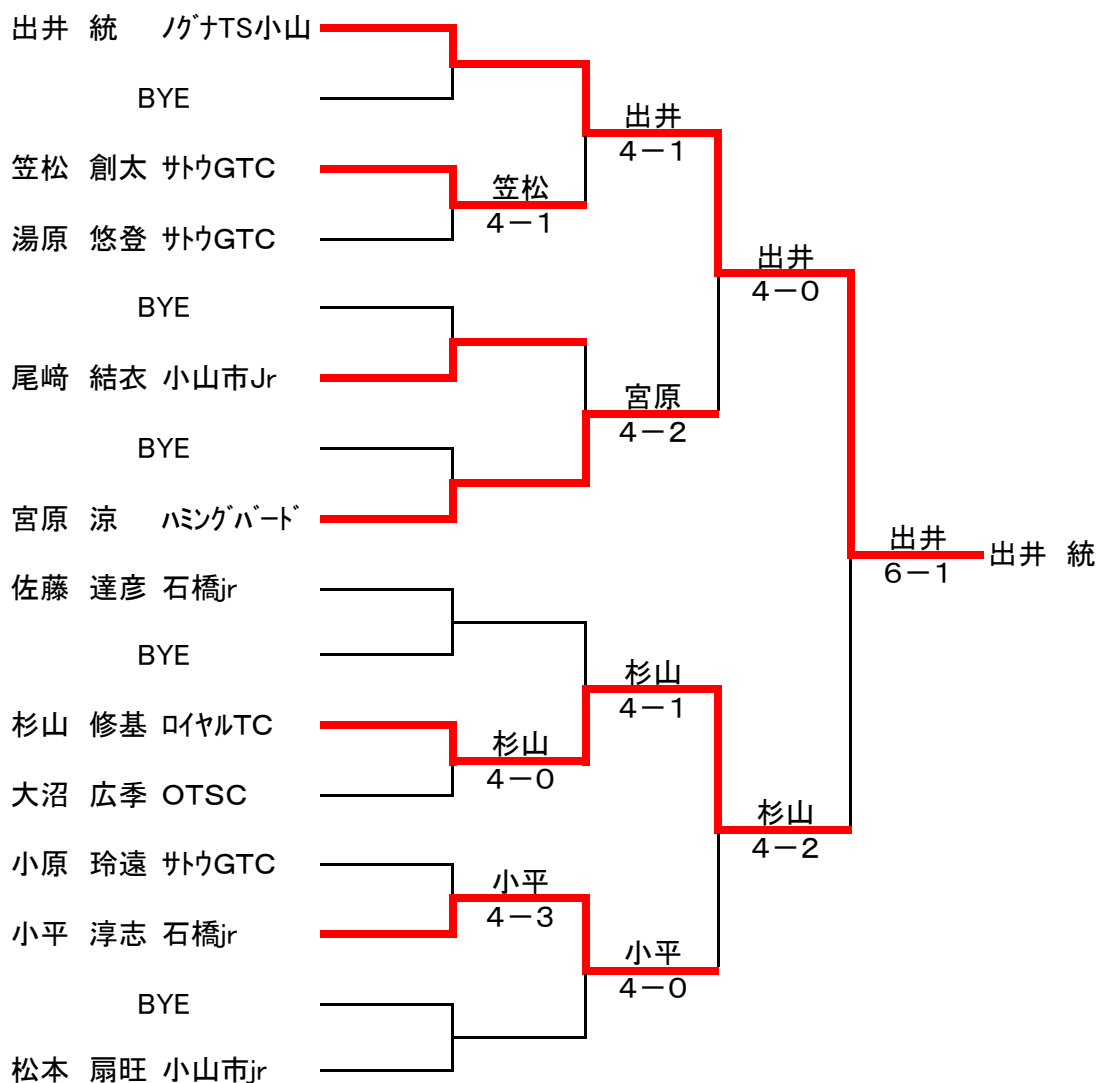 出井 統 ﾉｸﾞﾅTS小山
BYE
出井
4－1
笠松 創太 ｻﾄｳGTC
笠松
4－1
湯原 悠登 ｻﾄｳGTC
出井
4－0
BYE
尾﨑 結衣 小山市Jr
宮原
4－2
BYE
宮原 涼 ﾊﾐﾝｸﾞﾊﾞｰﾄﾞ
出井
6－1
出井 統
佐藤 達彦 石橋jr
BYE
杉山
4－1
杉山 修基 ﾛｲﾔﾙTC
杉山
4－0
大沼 広季 OTSC
杉山
4－2
小原 玲遠 ｻﾄｳGTC
小平
4－3
小平 淳志 石橋jr
小平
4－0
BYE
松本 扇旺 小山市jr